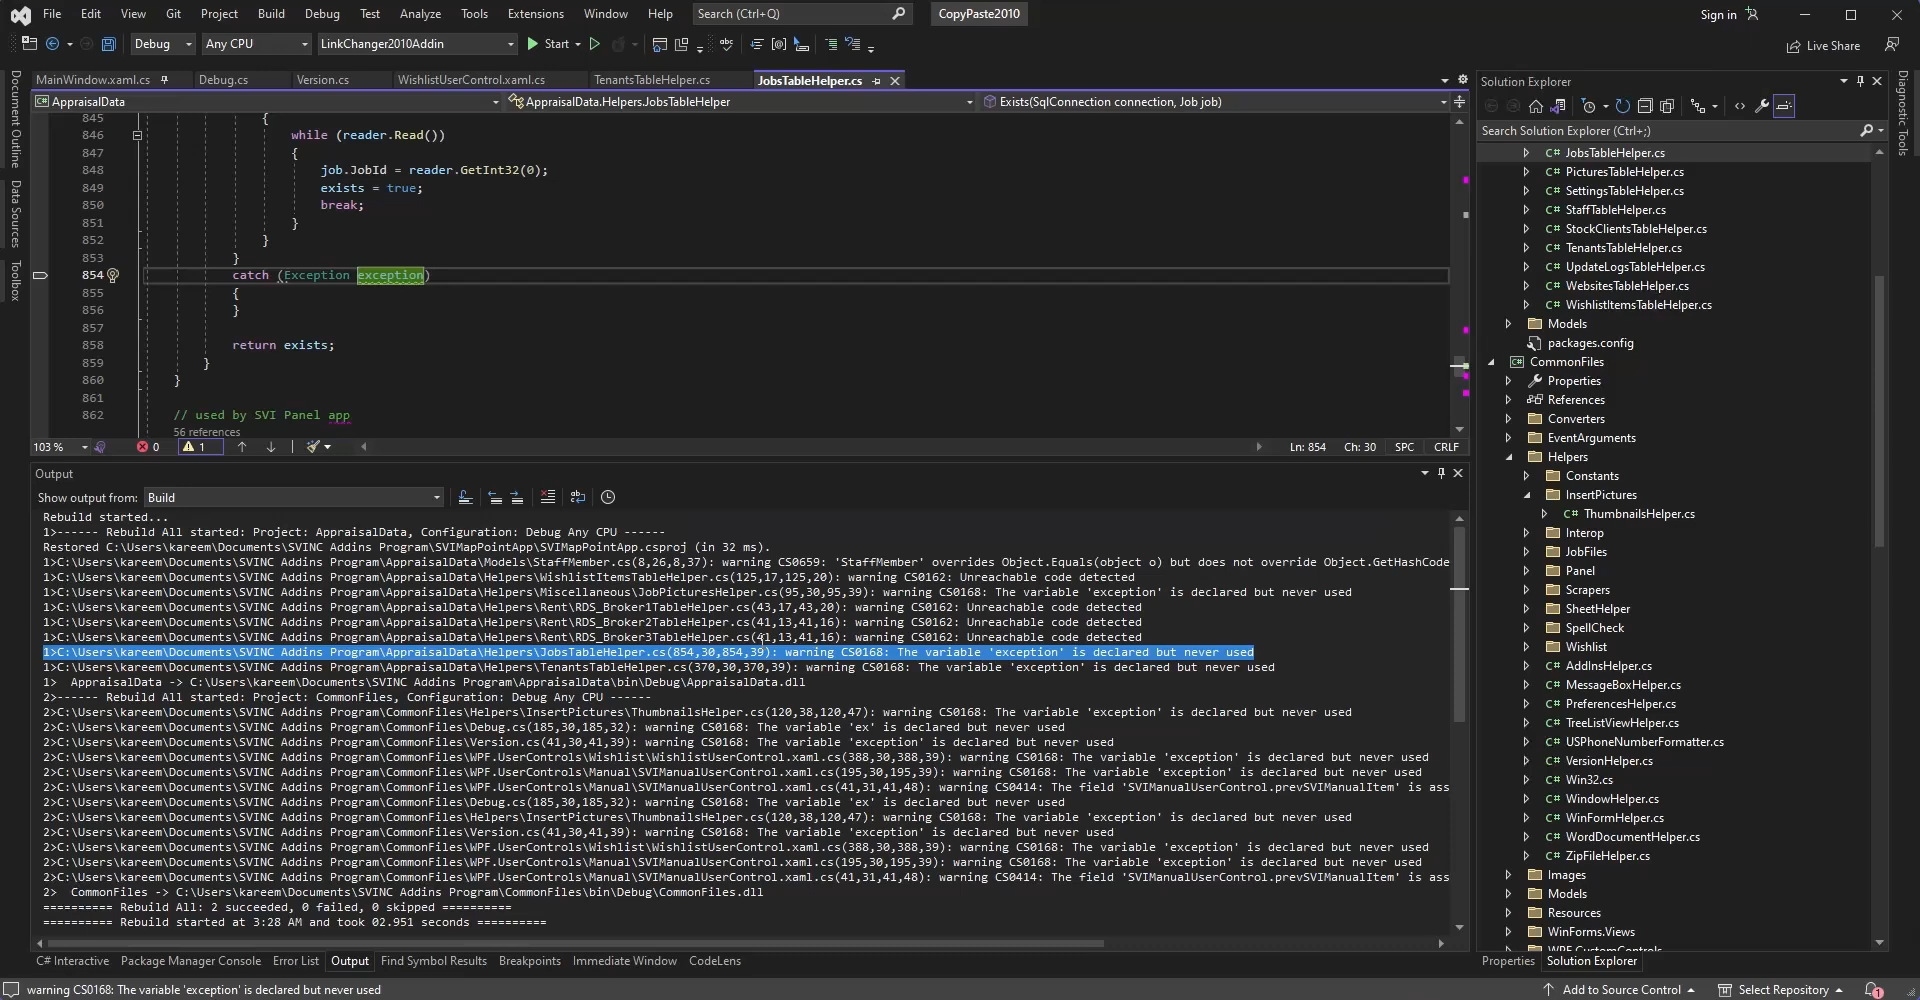 File Edit View Git Project Build Debug Test Analyze Tools Extensions Window Help Search (Ctrl+Q) CopyPaste2010 Sign in
Debug Any CPU LinkChanger2010Addin Start Live Share
MainWindow.xaml.cs Debug.cs Version.cs WishlistUserControl.xaml.cs TenantsTableHelper.cs JobsTableHelper.cs
AppraisalData AppraisalData.Helpers.JobsTableHelper Exists(SqlConnection connection, Job job)
Document Outline
Data Sources
Toolbox
845 {
846 while (reader.Read())
847 {
848 job.JobId = reader.GetInt32(0);
849 exists = true;
850 break;
851 }
852 }
853 }
854 catch (Exception exception)
855 {
856 }
857
858 return exists;
859 }
860 }
861
862 // used by SVI Panel app
56 references
103 % 0 1 Ln: 854 Ch: 30 SPC CRLF
Output
Show output from: Build
Rebuild started...
1>------ Rebuild All started: Project: AppraisalData, Configuration: Debug Any CPU ------
Restored C:\Users\kareem\Documents\SVINC Addins Program\SVIMapPointApp\SVIMapPointApp.csproj (in 32 ms).
1>C:\Users\kareem\Documents\SVINC Addins Program\AppraisalData\Models\StaffMember.cs(8,26,8,37): warning CS0659: 'StaffMember' overrides Object.Equals(object o) but does not override Object.GetHashCode
1>C:\Users\kareem\Documents\SVINC Addins Program\AppraisalData\Helpers\WishlistItemsTableHelper.cs(125,17,125,20): warning CS0162: Unreachable code detected
1>C:\Users\kareem\Documents\SVINC Addins Program\AppraisalData\Helpers\Miscellaneous\JobPicturesHelper.cs(95,30,95,39): warning CS0168: The variable 'exception' is declared but never used
1>C:\Users\kareem\Documents\SVINC Addins Program\AppraisalData\Helpers\Rent\RDS_Broker1TableHelper.cs(43,17,43,20): warning CS0162: Unreachable code detected
1>C:\Users\kareem\Documents\SVINC Addins Program\AppraisalData\Helpers\Rent\RDS_Broker2TableHelper.cs(41,13,41,16): warning CS0162: Unreachable code detected
1>C:\Users\kareem\Documents\SVINC Addins Program\AppraisalData\Helpers\Rent\RDS_Broker3TableHelper.cs(41,13,41,16): warning CS0162: Unreachable code detected
1>C:\Users\kareem\Documents\SVINC Addins Program\AppraisalData\Helpers\JobsTableHelper.cs(854,30,854,39): warning CS0168: The variable 'exception' is declared but never used
1>C:\Users\kareem\Documents\SVINC Addins Program\AppraisalData\Helpers\TenantsTableHelper.cs(370,30,370,39): warning CS0168: The variable 'exception' is declared but never used
1> AppraisalData -> C:\Users\kareem\Documents\SVINC Addins Program\AppraisalData\bin\Debug\AppraisalData.dll
2>------ Rebuild All started: Project: CommonFiles, Configuration: Debug Any CPU ------
2>C:\Users\kareem\Documents\SVINC Addins Program\CommonFiles\Helpers\InsertPictures\ThumbnailsHelper.cs(120,38,120,47): warning CS0168: The variable 'exception' is declared but never used
2>C:\Users\kareem\Documents\SVINC Addins Program\CommonFiles\Debug.cs(185,30,185,32): warning CS0168: The variable 'ex' is declared but never used
2>C:\Users\kareem\Documents\SVINC Addins Program\CommonFiles\Version.cs(41,30,41,39): warning CS0168: The variable 'exception' is declared but never used
2>C:\Users\kareem\Documents\SVINC Addins Program\CommonFiles\WPF.UserControls\Wishlist\WishlistUserControl.xaml.cs(388,30,388,39): warning CS0168: The variable 'exception' is declared but never used
2>C:\Users\kareem\Documents\SVINC Addins Program\CommonFiles\WPF.UserControls\Manual\SVIManualUserControl.xaml.cs(195,30,195,39): warning CS0168: The variable 'exception' is declared but never used
2>C:\Users\kareem\Documents\SVINC Addins Program\CommonFiles\WPF.UserControls\Manual\SVIManualUserControl.xaml.cs(41,31,41,48): warning CS0414: The field 'SVIManualUserControl.prevSVIManualItem' is ass
2>C:\Users\kareem\Documents\SVINC Addins Program\CommonFiles\Debug.cs(185,30,185,32): warning CS0168: The variable 'ex' is declared but never used
2>C:\Users\kareem\Documents\SVINC Addins Program\CommonFiles\Helpers\InsertPictures\ThumbnailsHelper.cs(120,38,120,47): warning CS0168: The variable 'exception' is declared but never used
2>C:\Users\kareem\Documents\SVINC Addins Program\CommonFiles\Version.cs(41,30,41,39): warning CS0168: The variable 'exception' is declared but never used
2>C:\Users\kareem\Documents\SVINC Addins Program\CommonFiles\WPF.UserControls\Wishlist\WishlistUserControl.xaml.cs(388,30,388,39): warning CS0168: The variable 'exception' is declared but never used
2>C:\Users\kareem\Documents\SVINC Addins Program\CommonFiles\WPF.UserControls\Manual\SVIManualUserControl.xaml.cs(195,30,195,39): warning CS0168: The variable 'exception' is declared but never used
2>C:\Users\kareem\Documents\SVINC Addins Program\CommonFiles\WPF.UserControls\Manual\SVIManualUserControl.xaml.cs(41,31,41,48): warning CS0414: The field 'SVIManualUserControl.prevSVIManualItem' is ass
2> CommonFiles -> C:\Users\kareem\Documents\SVINC Addins Program\CommonFiles\bin\Debug\CommonFiles.dll
========== Rebuild All: 2 succeeded, 0 failed, 0 skipped ==========
========== Rebuild started at 3:28 AM and took 02.951 seconds ==========
C# Interactive Package Manager Console Error List Output Find Symbol Results Breakpoints Immediate Window CodeLens
Solution Explorer
Search Solution Explorer (Ctrl+;)
C# JobsTableHelper.cs
C# PicturesTableHelper.cs
C# SettingsTableHelper.cs
C# StaffTableHelper.cs
C# StockClientsTableHelper.cs
C# TenantsTableHelper.cs
C# UpdateLogsTableHelper.cs
C# WebsitesTableHelper.cs
C# WishlistItemsTableHelper.cs
Models
packages.config
C# CommonFiles
Properties
References
Converters
EventArguments
Helpers
Constants
InsertPictures
C# ThumbnailsHelper.cs
Interop
JobFiles
Panel
Scrapers
SheetHelper
SpellCheck
Wishlist
C# AddInsHelper.cs
C# MessageBoxHelper.cs
C# PreferencesHelper.cs
C# TreeListViewHelper.cs
C# USPhoneNumberFormatter.cs
C# VersionHelper.cs
C# Win32.cs
C# WindowHelper.cs
C# WinFormHelper.cs
C# WordDocumentHelper.cs
C# ZipFileHelper.cs
Images
Models
Resources
WinForms.Views
WPF.CustomControls
Properties Solution Explorer
Diagnostic Tools
warning CS0168: The variable 'exception' is declared but never used Add to Source Control Select Repository 1